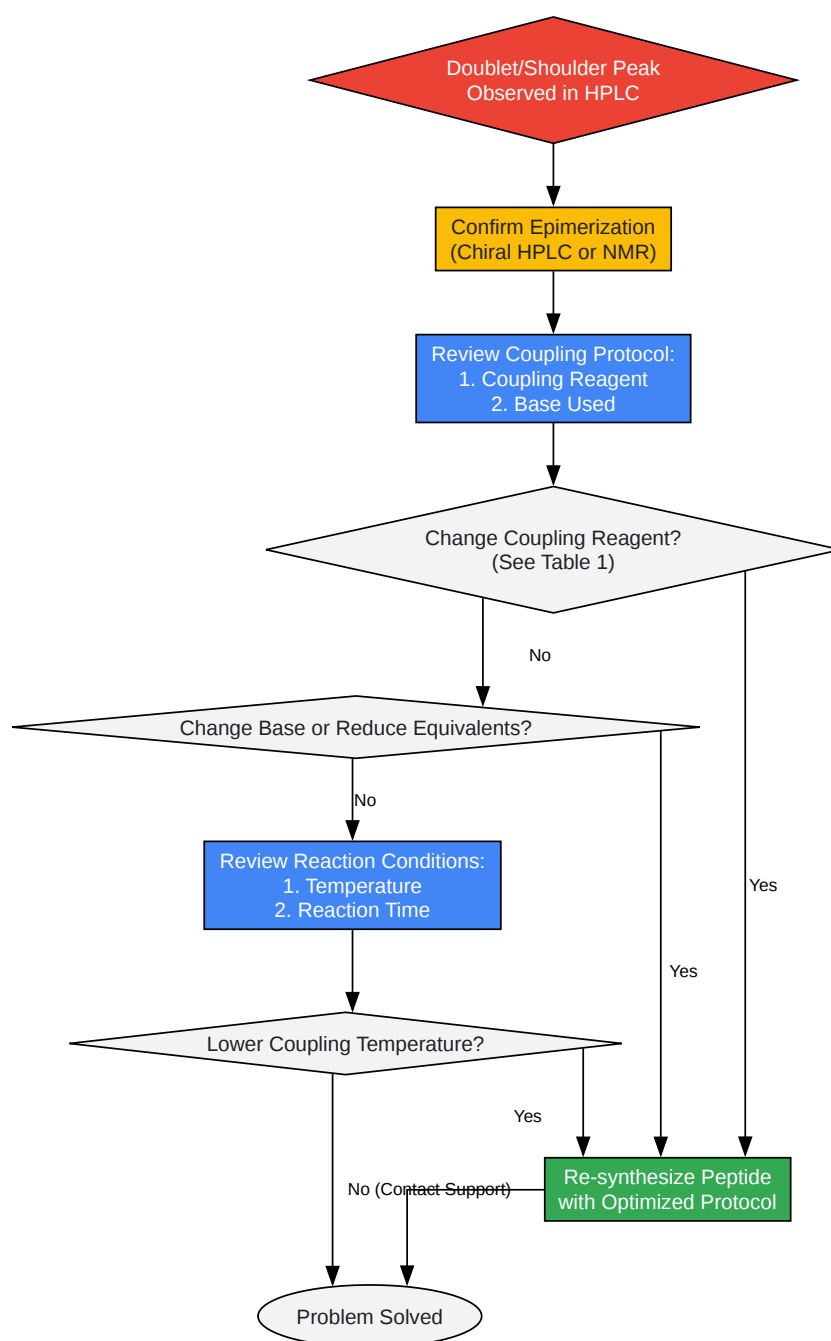 Doublet/Shoulder Peak
Observed in HPLC
Confirm Epimerization
(Chiral HPLC or NMR)
Review Coupling Protocol:
1. Coupling Reagent
2. Base Used
Change Coupling Reagent?
(See Table 1)
No
Change Base or Reduce Equivalents?
No
Review Reaction Conditions:
1. Temperature
2. Reaction Time
Yes
Yes
Lower Coupling Temperature?
Yes
No (Contact Support)
Re-synthesize Peptide
with Optimized Protocol
Problem Solved